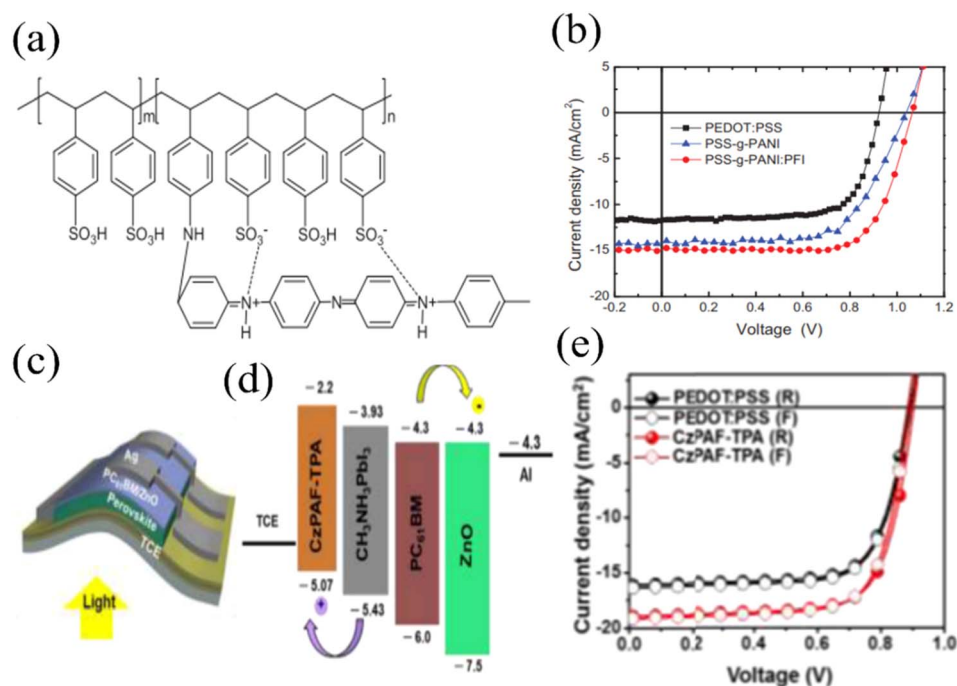 (a)
[ ]m [ ]n
SO₃H SO₃H NH SO₃⁻ SO₃H SO₃⁻
N⁺ N N N⁺
H H
(b)
Current density (mA/cm²)
5
0
-5
-10
-15
-20
PEDOT:PSS
PSS-g-PANI
PSS-g-PANI:PFI
-0.2 0.0 0.2 0.4 0.6 0.8 1.0 1.2
Voltage (V)
(c)
Ag
PC₆₁BM/ZnO
Perovskite
TCE
Light
(d)
– 2.2
– 3.93
– 4.3
– 4.3
– 4.3
Al
TCE
CzPAF-TPA
CH₃NH₃PbI₃
PC₆₁BM
ZnO
– 5.07
+
– 5.43
– 6.0
– 7.5
(e)
Current density (mA/cm²)
0
-5
-10
-15
-20
PEDOT:PSS (R)
PEDOT:PSS (F)
CzPAF-TPA (R)
CzPAF-TPA (F)
0.0 0.2 0.4 0.6 0.8 1.0
Voltage (V)